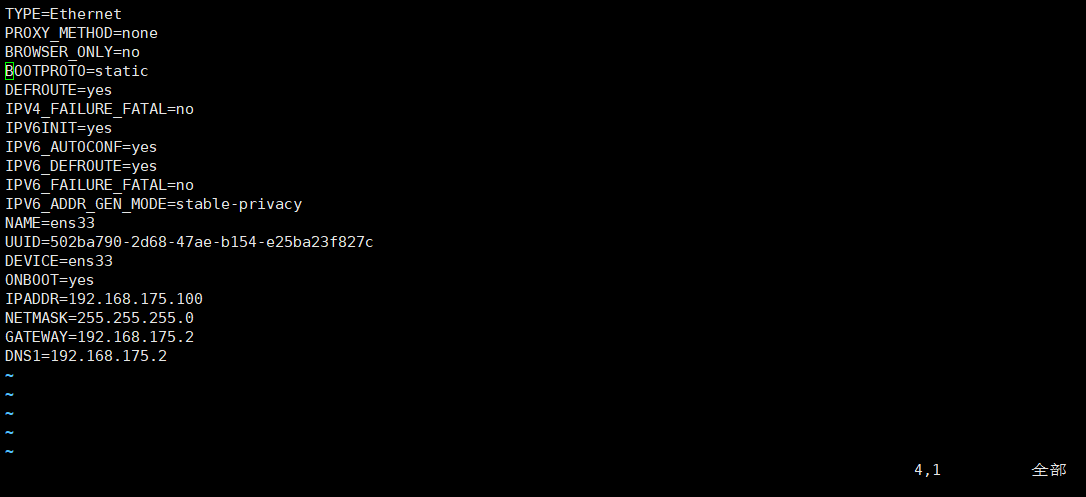 TYPE=Ethernet
PROXY_METHOD=none
BROWSER_ONLY=no
BOOTPROTO=static
DEFROUTE=yes
IPV4_FAILURE_FATAL=no
IPV6INIT=yes
IPV6_AUTOCONF=yes
IPV6_DEFROUTE=yes
IPV6_FAILURE_FATAL=no
IPV6_ADDR_GEN_MODE=stable-privacy
NAME=ens33
UUID=502ba790-2d68-47ae-b154-e25ba23f827c
DEVICE=ens33
ONBOOT=yes
IPADDR=192.168.175.100
NETMASK=255.255.255.0
GATEWAY=192.168.175.2
DNS1=192.168.175.2
~
~
~
~
~
4,1 全部